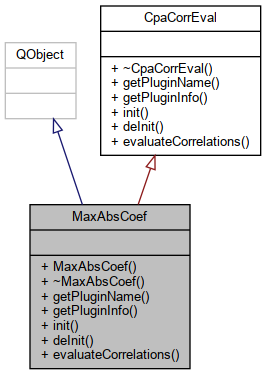 QObject
CpaCorrEval
+ ~CpaCorrEval()
+ getPluginName()
+ getPluginInfo()
+ init()
+ deInit()
+ evaluateCorrelations()
MaxAbsCoef
+ MaxAbsCoef()
+ ~MaxAbsCoef()
+ getPluginName()
+ getPluginInfo()
+ init()
+ deInit()
+ evaluateCorrelations()